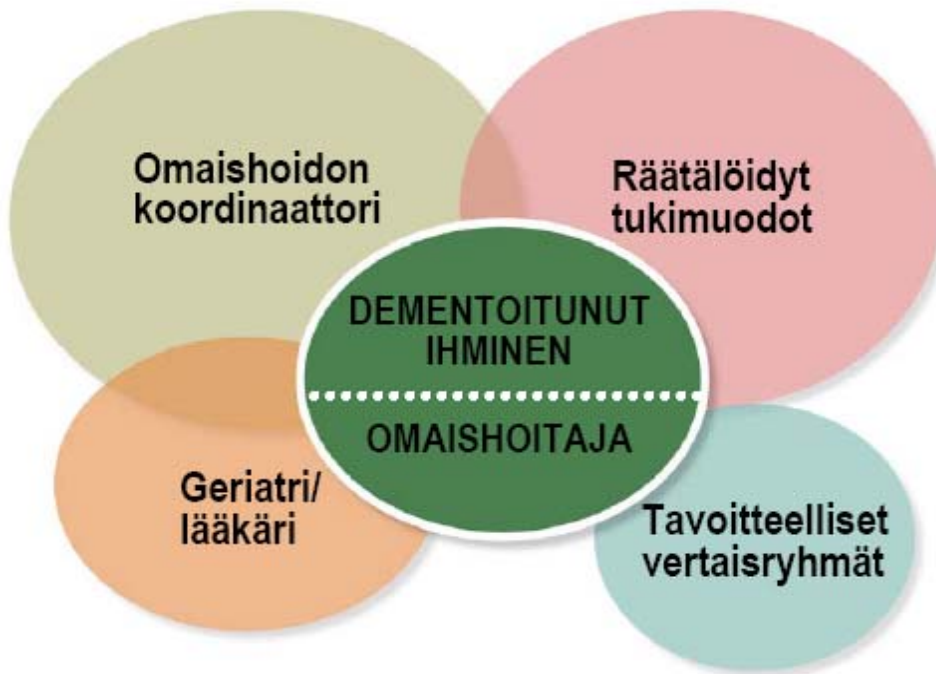 Omaishoidon
koordinaattori
Räätälöidyt
tukimuodot
DEMENTOITUNUT
IHMINEN
OMAISHOITAJA
Geriatri/
lääkäri
Tavoitteelliset
vertaisryhmät